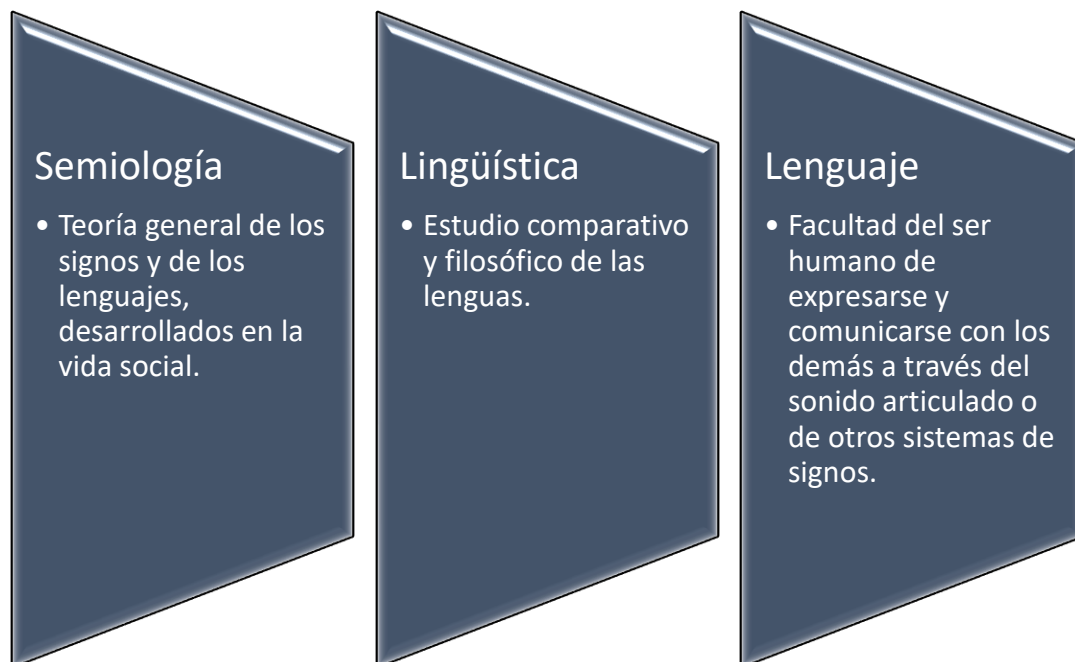 Semiología
• Teoría general de los
signos y de los
lenguajes,
desarrollados en la
vida social.
Lingüística
• Estudio comparativo
y filosófico de las
lenguas.
Lenguaje
• Facultad del ser
humano de
expresarse y
comunicarse con los
demás a través del
sonido articulado o
de otros sistemas de
signos.